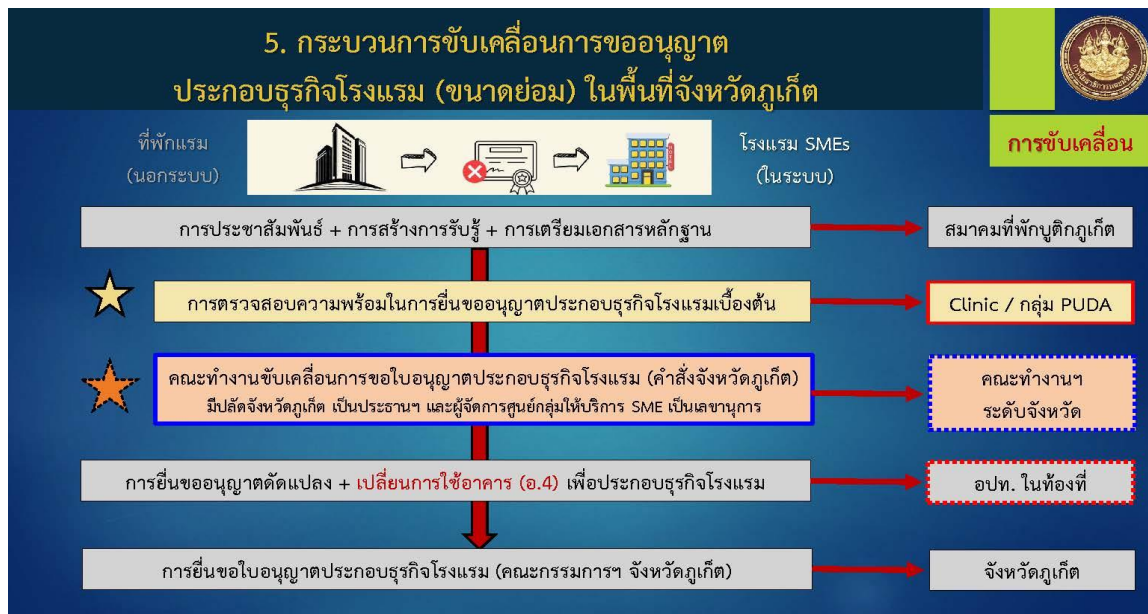 5. กระบวนการขับเคลื่อนการขออนุญาต
ประกอบธุรกิจโรงแรม (ขนาดย่อม) ในพื้นที่จังหวัดภูเก็ต
การขับเคลื่อน
ที่พักแรม
(นอกระบบ)
โรงแรม SMEs
(ในระบบ)
การประชาสัมพันธ์ + การสร้างการรับรู้ + การเตรียมเอกสารหลักฐาน
สมาคมที่พักบูติกภูเก็ต
การตรวจสอบความพร้อมในการยื่นขออนุญาตประกอบธุรกิจโรงแรมเบื้องต้น
Clinic / กลุ่ม PUDA
คณะทำงานขับเคลื่อนการขอใบอนุญาตประกอบธุรกิจโรงแรม (คำสั่งจังหวัดภูเก็ต)
มีปลัดจังหวัดภูเก็ต เป็นประธานฯ และผู้จัดการศูนย์กลุ่มให้บริการ SME เป็นเลขานุการ
คณะทำงานฯ
ระดับจังหวัด
การยื่นขออนุญาตดัดแปลง + เปลี่ยนการใช้อาคาร (อ.4) เพื่อประกอบธุรกิจโรงแรม
อปท. ในท้องที่
การยื่นขอใบอนุญาตประกอบธุรกิจโรงแรม (คณะกรรมการฯ จังหวัดภูเก็ต)
จังหวัดภูเก็ต